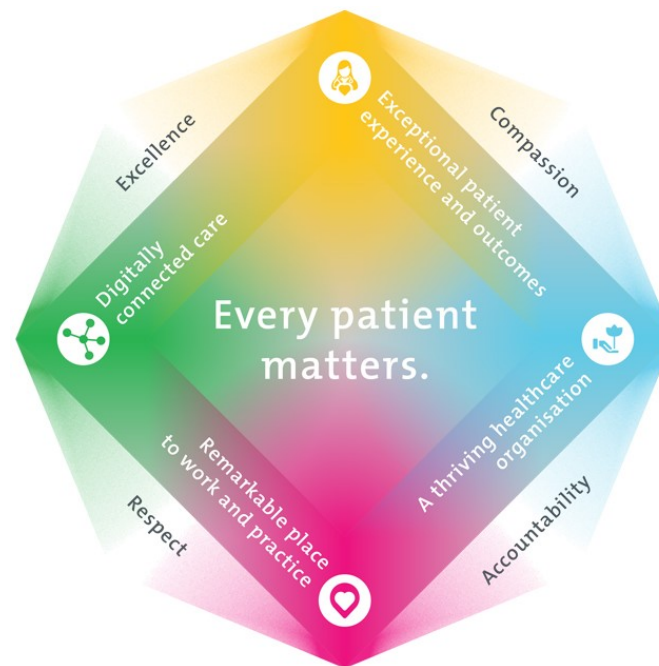 Excellence
Compassion
Exceptional patient
experience and outcomes
Digitally
connected care
Every patient
matters.
Remarkable place
to work and practice
A thriving healthcare
organisation
Respect
Accountability